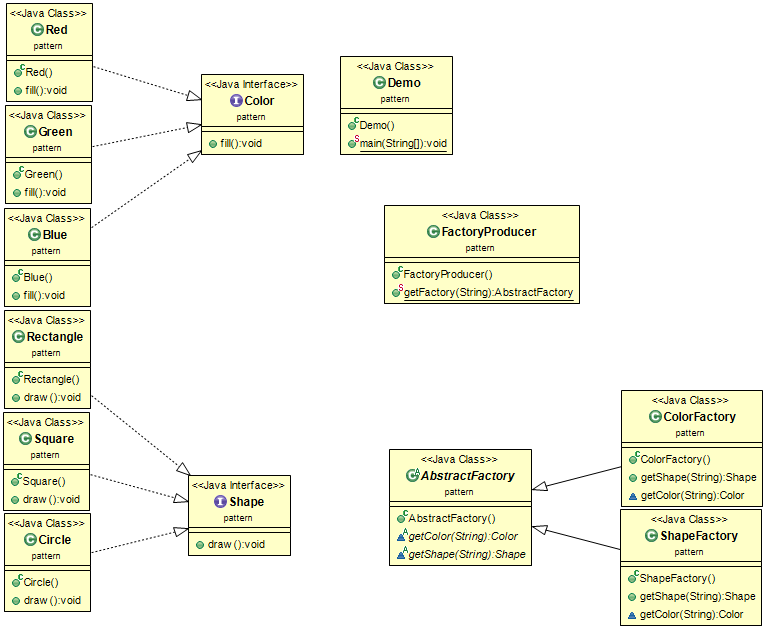 <<Java Class>>
Red
pattern
Red()
fill():void
<<Java Class>>
Green
pattern
Green()
fill():void
<<Java Class>>
Blue
pattern
Blue()
fill():void
<<Java Class>>
Rectangle
pattern
Rectangle()
draw():void
<<Java Class>>
Square
pattern
Square()
draw():void
<<Java Class>>
Circle
pattern
Circle()
draw():void
<<Java Interface>>
Color
pattern
fill():void
<<Java Interface>>
Shape
pattern
draw():void
<<Java Class>>
Demo
pattern
Demo()
main(String[]):void
<<Java Class>>
FactoryProducer
pattern
FactoryProducer()
getFactory(String):AbstractFactory
<<Java Class>>
AbstractFactory
pattern
AbstractFactory()
getColor(String):Color
getShape(String):Shape
<<Java Class>>
ColorFactory
pattern
ColorFactory()
getShape(String):Shape
getColor(String):Color
<<Java Class>>
ShapeFactory
pattern
ShapeFactory()
getShape(String):Shape
getColor(String):Color